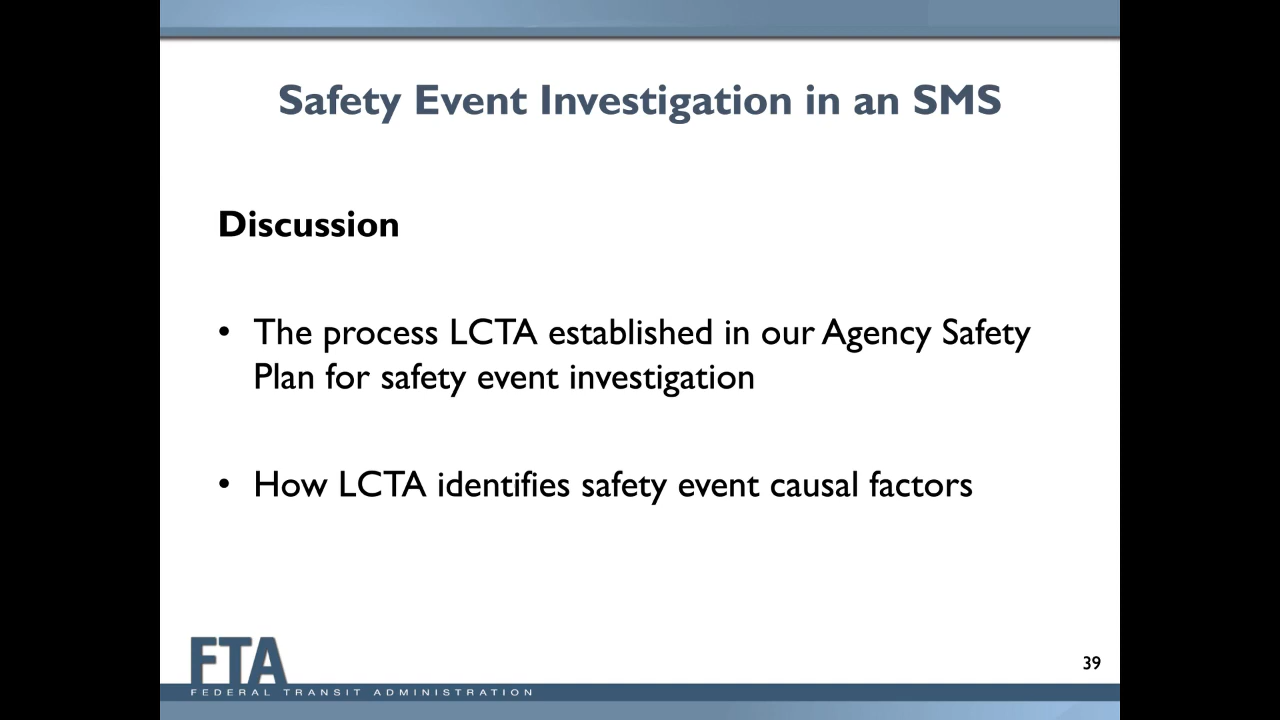 Safety Event Investigation in an SMS
Discussion
• The process LCTA established in our Agency Safety
Plan for safety event investigation
• How LCTA identifies safety event causal factors
FTA
FEDERAL TRANSIT ADMINISTRATION
39